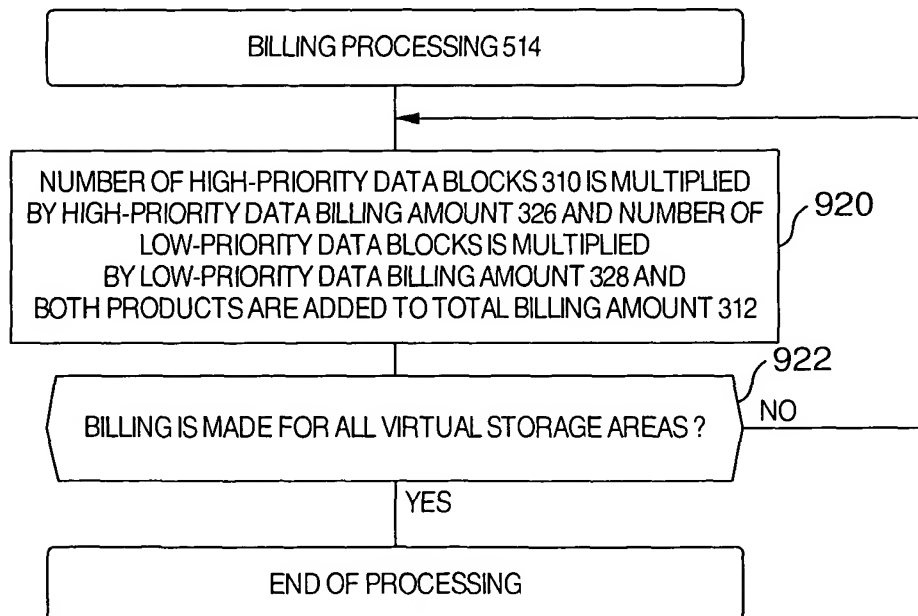 BILLING PROCESSING 514
NUMBER OF HIGH-PRIORITY DATA BLOCKS 310 IS MULTIPLIED
BY HIGH-PRIORITY DATA BILLING AMOUNT 326 AND NUMBER OF
LOW-PRIORITY DATA BLOCKS IS MULTIPLIED
BY LOW-PRIORITY DATA BILLING AMOUNT 328 AND
BOTH PRODUCTS ARE ADDED TO TOTAL BILLING AMOUNT 312
920
922
BILLING IS MADE FOR ALL VIRTUAL STORAGE AREAS ?
NO
YES
END OF PROCESSING